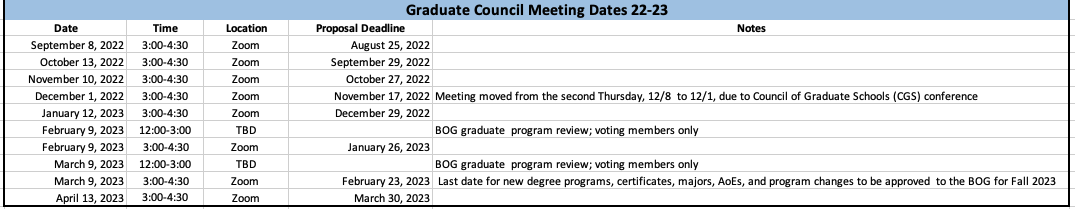 Graduate Council Meeting Dates 22-23
Date Time Location Proposal Deadline Notes
September 8, 2022 3:00-4:30 Zoom August 25, 2022
October 13, 2022 3:00-4:30 Zoom September 29, 2022
November 10, 2022 3:00-4:30 Zoom October 27, 2022
December 1, 2022 3:00-4:30 Zoom November 17, 2022 Meeting moved from the second Thursday, 12/8 to 12/1, due to Council of Graduate Schools (CGS) conference
January 12, 2023 3:00-4:30 Zoom December 29, 2022
February 9, 2023 12:00-3:00 TBD BOG graduate program review; voting members only
February 9, 2023 3:00-4:30 Zoom January 26, 2023
March 9, 2023 12:00-3:00 TBD BOG graduate program review; voting members only
March 9, 2023 3:00-4:30 Zoom February 23, 2023 Last date for new degree programs, certificates, majors, AoEs, and program changes to be approved to the BOG for Fall 2023
April 13, 2023 3:00-4:30 Zoom March 30, 2023